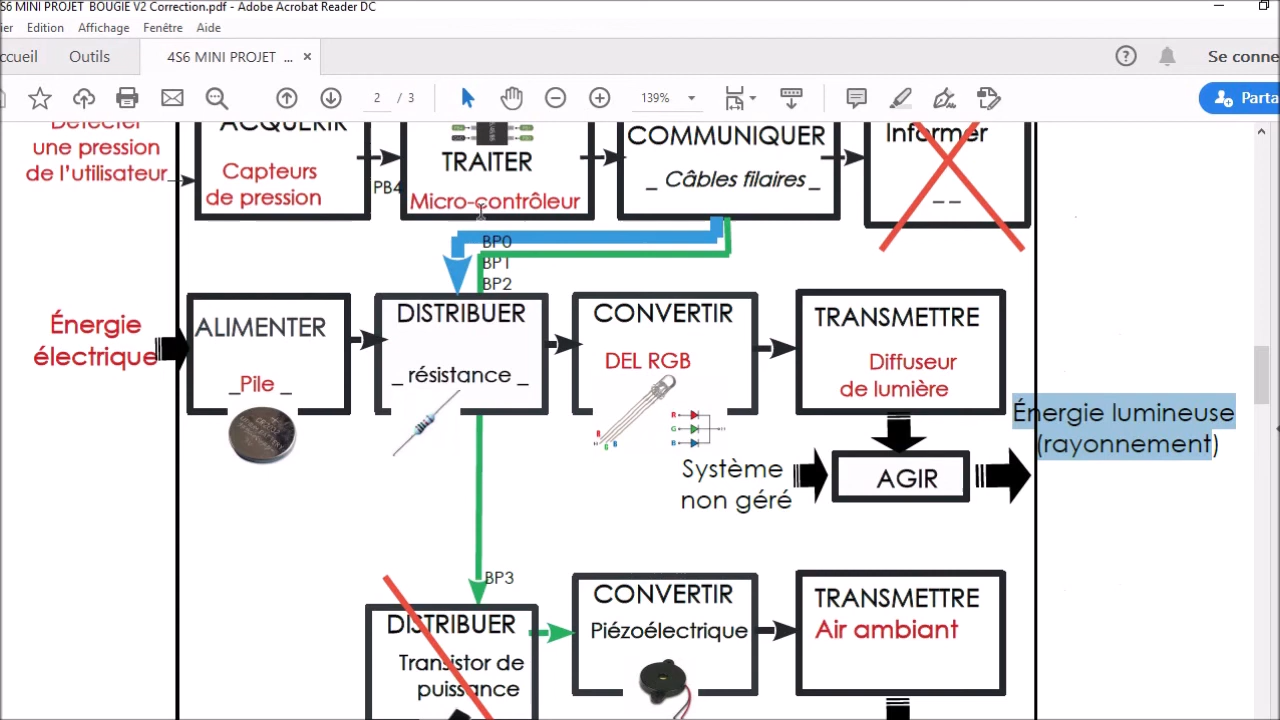 S6 MINI PROJET BOUGIE V2 Correction.pdf - Adobe Acrobat Reader DC
ier Edition Affichage Fenêtre Aide
ccueil Outils 4S6 MINI PROJET ... × Se conne
2 / 3 139% Parta
Détecter
une pression
de l'utilisateur
ACQUERIR
Capteurs
de pression
PB4
TRAITER
Micro-contrôleur
COMMUNIQUER
_ Câbles filaires _
Informer
_ _
BP0
BP1
BP2
Énergie
électrique
ALIMENTER
_Pile _
DISTRIBUER
_ résistance _
CONVERTIR
DEL RGB
R
G
B
R
G
B
TRANSMETTRE
Diffuseur
de lumière
Énergie lumineuse
(rayonnement)
Système
non géré
AGIR
BP3
DISTRIBUER
Transistor de
puissance
CONVERTIR
Piézoélectrique
TRANSMETTRE
Air ambiant